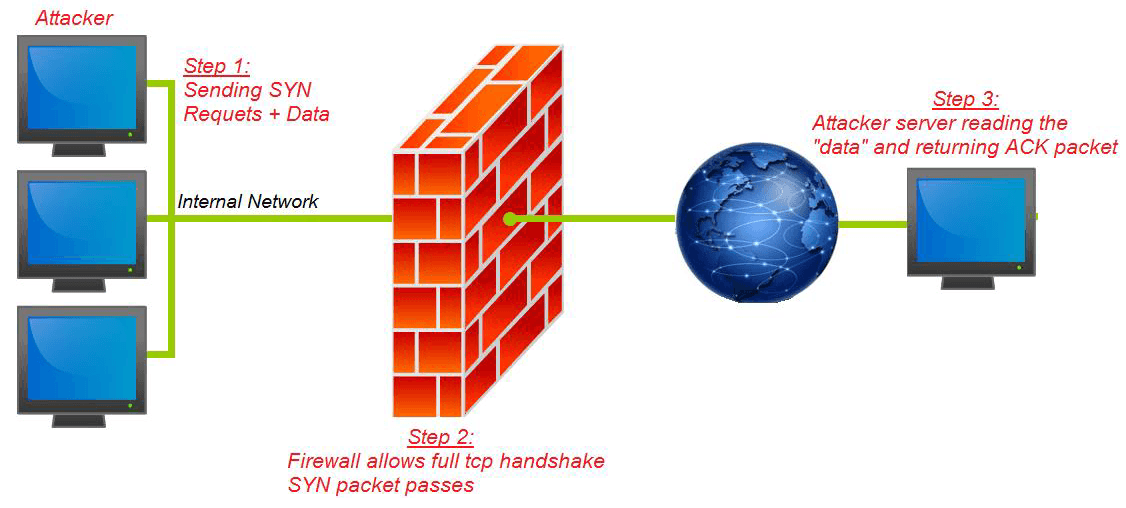 Attacker
Step 1:
Sending SYN
Requets + Data
Internal Network
Step 2:
Firewall allows full tcp handshake
SYN packet passes
Step 3:
Attacker server reading the
"data" and returning ACK packet